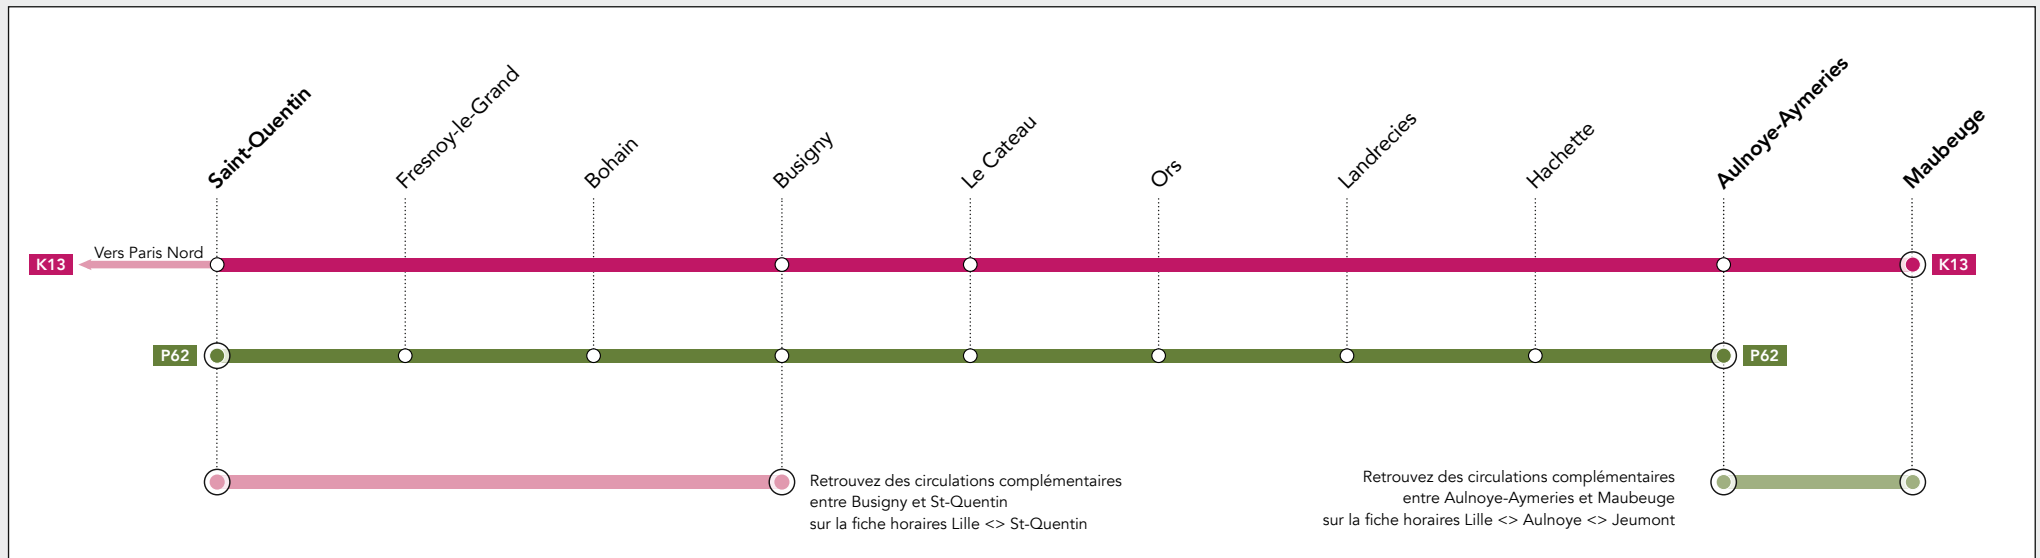 Saint-Quentin
Fresnoy-le-Grand
Bohain
Busigny
Le Cateau
Ors
Landrecies
Hachette
Aulnoye-Aymeries
Maubeuge
K13
Vers Paris Nord
K13
P62
P62
Retrouvez des circulations complémentaires
entre Busigny et St-Quentin
sur la fiche horaires Lille <> St-Quentin
Retrouvez des circulations complémentaires
entre Aulnoye-Aymeries et Maubeuge
sur la fiche horaires Lille <> Aulnoye <> Jeumont